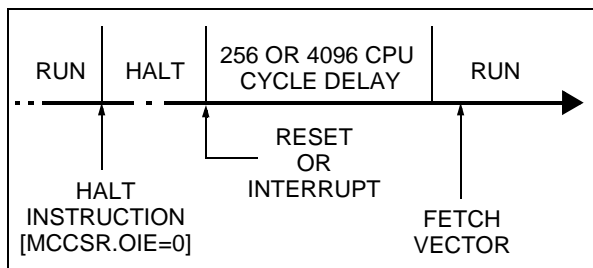 RUN
HALT
256 OR 4096 CPU
CYCLE DELAY
RUN
RESET
OR
INTERRUPT
HALT
INSTRUCTION
[MCCSR.OIE=0]
FETCH
VECTOR